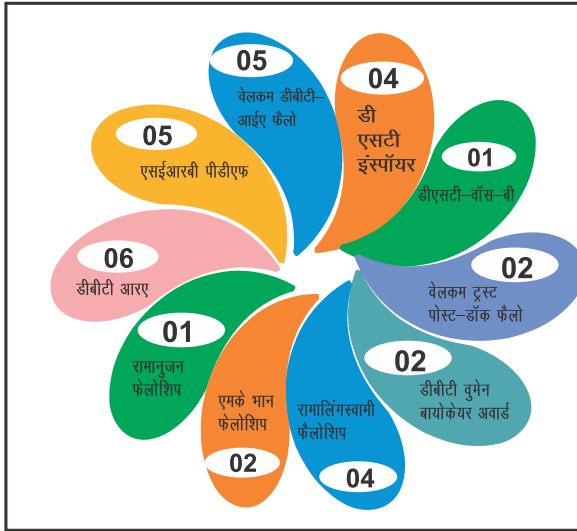 05
वेलकम डीबीटी–
आईए फैलो
04
डी
एसटी
इंस्पॉयर
01
डीएसटी–वॉस–बी
02
वेलकम ट्रस्ट
पोस्ट–डॉक फैलो
02
डीबीटी वुमेन
बायोकेयर अवार्ड
रामालिंगस्वामी
फैलोशिप
04
एमके भान
फेलोशिप
02
01
रामानुजन
फेलोशिप
06
डीबीटी आरए
05
एसईआरबी पीडीएफ